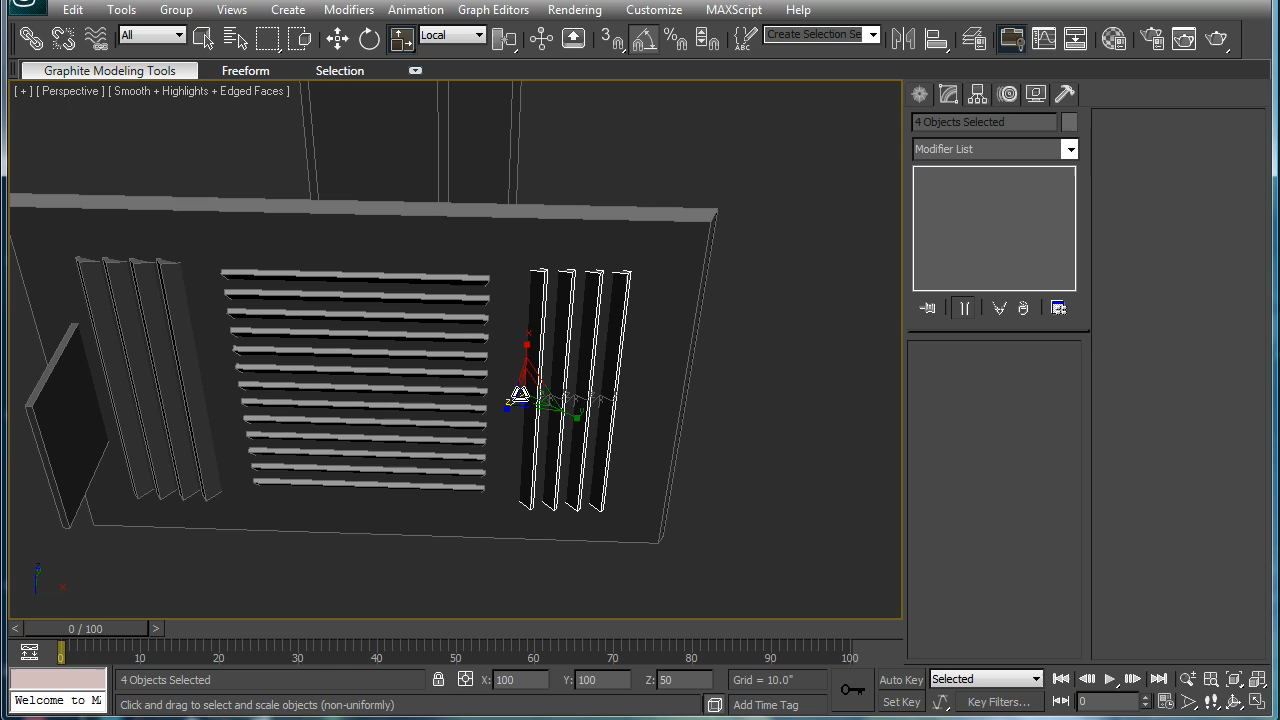 Edit Tools Group Views Create Modifiers Animation Graph Editors Rendering Customize MAXScript Help
All Local 3 Create Selection Se
Graphite Modeling Tools Freeform Selection
[ + ] [ Perspective ] [ Smooth + Highlights + Edged Faces ]
4 Objects Selected
Modifier List
x
z
z
x
< 0 / 100 >
0 10 20 30 40 50 60 70 80 90 100
4 Objects Selected X: 100 Y: 100 Z: 50 Grid = 10.0" Auto Key Selected
Welcome to M
Click and drag to select and scale objects (non-uniformly) Add Time Tag Set Key Key Filters... 0